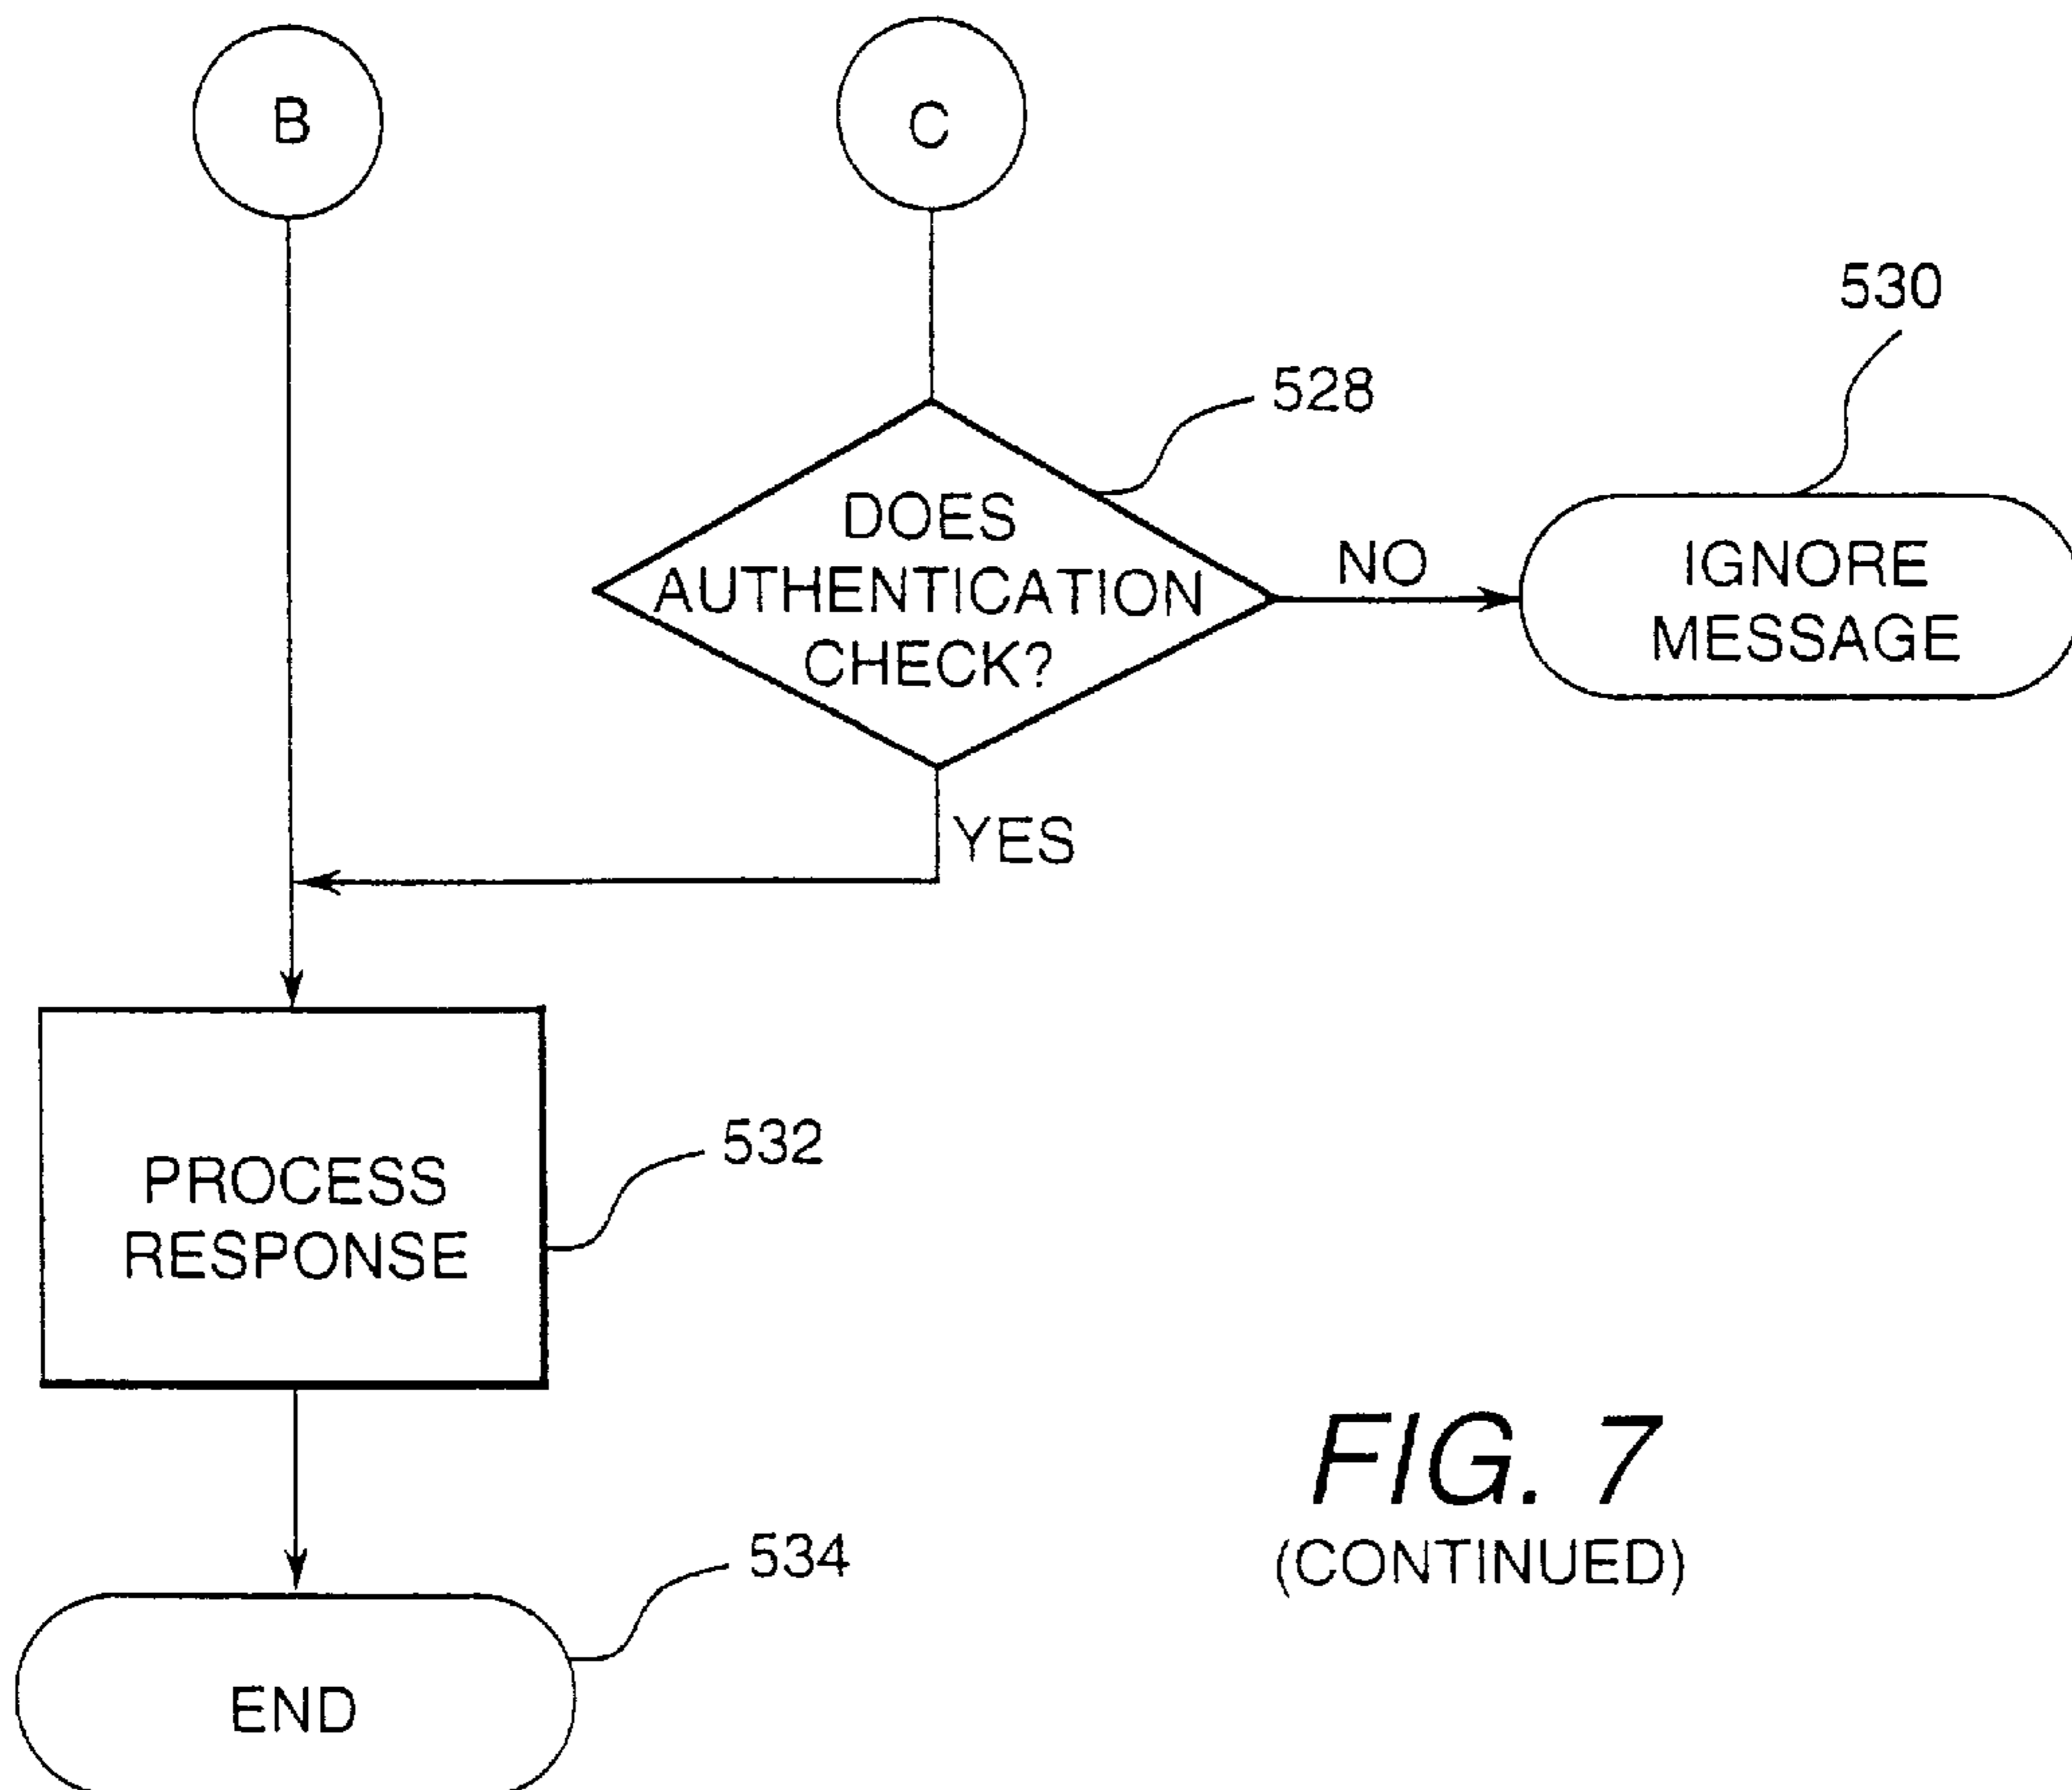 B
C
530
528
DOES
AUTHENTICATION
CHECK?
NO
IGNORE
MESSAGE
YES
532
PROCESS
RESPONSE
534
END
FIG. 7
(CONTINUED)